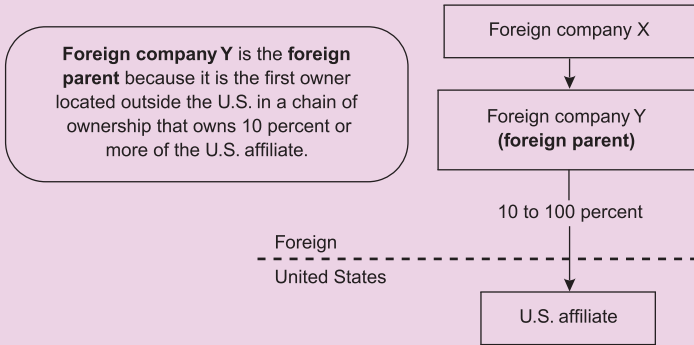 Foreign company Y is the foreign
parent because it is the first owner
located outside the U.S. in a chain of
ownership that owns 10 percent or
more of the U.S. affiliate.
Foreign company X
Foreign company Y
(foreign parent)
10 to 100 percent
Foreign
United States
U.S. affiliate